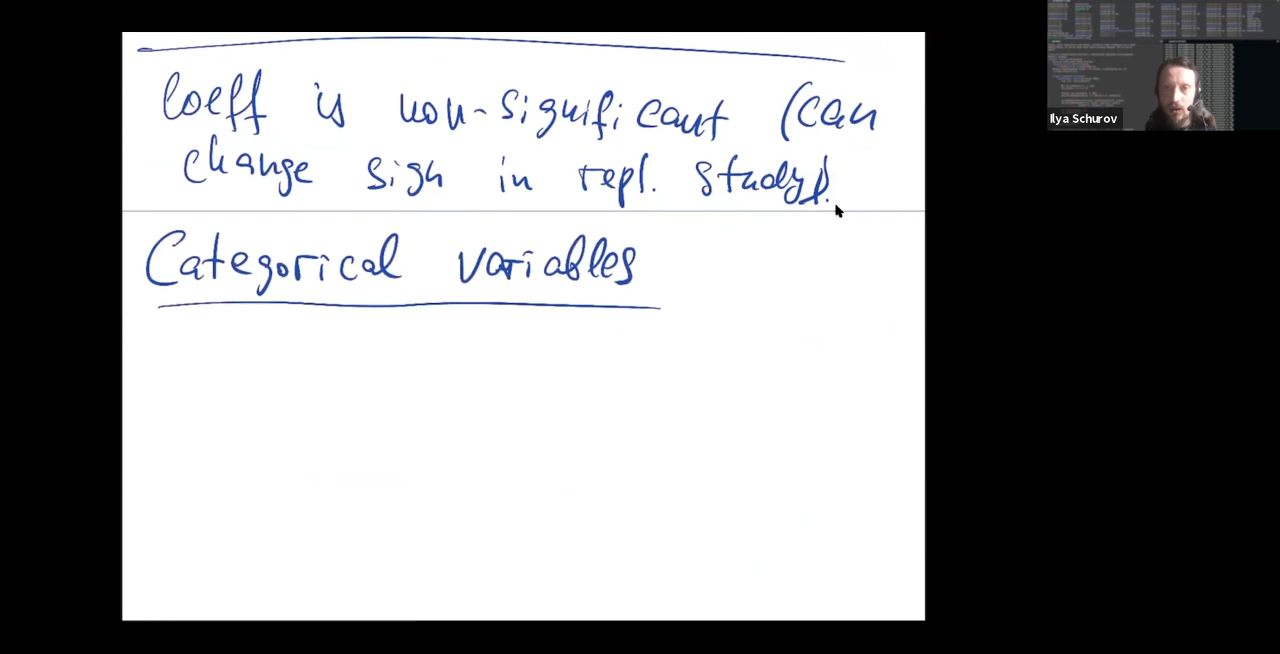 Coeff is non-significant (can
change sign in repl. study).
Categorical variables
Ilya Schurov